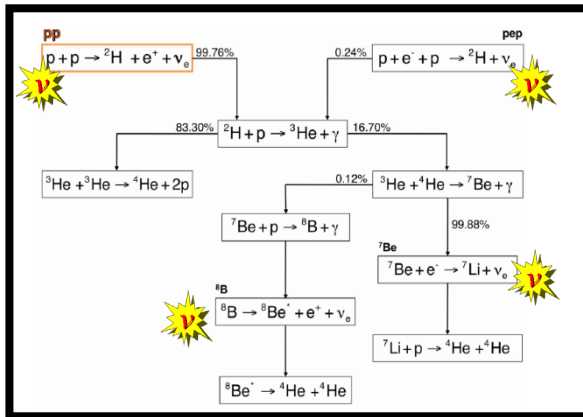 pp
pep
p + p → ²H + e⁺ + νₑ
99.76%
0.24%
p + e⁻ + p → ²H + νₑ
ν
ν
83.30%
²H + p → ³He + γ
16.70%
³He + ³He → ⁴He + 2p
0.12%
³He + ⁴He → ⁷Be + γ
⁷Be + p → ⁸B + γ
99.88%
⁷Be
⁷Be + e⁻ → ⁷Li + νₑ
ν
⁸B
⁸B → ⁸Be* + e⁺ + νₑ
ν
⁷Li + p → ⁴He + ⁴He
⁸Be* → ⁴He + ⁴He